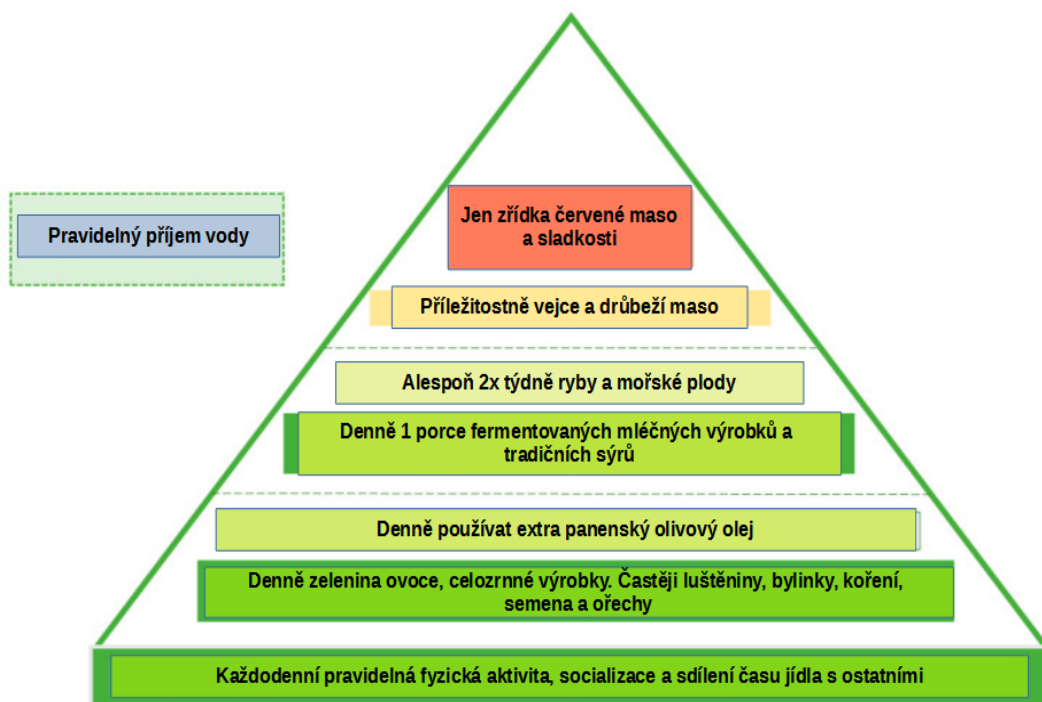 Jen zřídka červené maso
a sladkosti
Pravidelný příjem vody
Příležitostně vejce a drůbeží maso
Alespoň 2x týdně ryby a mořské plody
Denně 1 porce fermentovaných mléčných výrobků a
tradičních sýrů
Denně používat extra panenský olivový olej
Denně zelenina ovoce, celozrnné výrobky. Častěji luštěniny, bylinky, koření,
semena a ořechy
Každodenní pravidelná fyzická aktivita, socializace a sdílení času jídla s ostatními